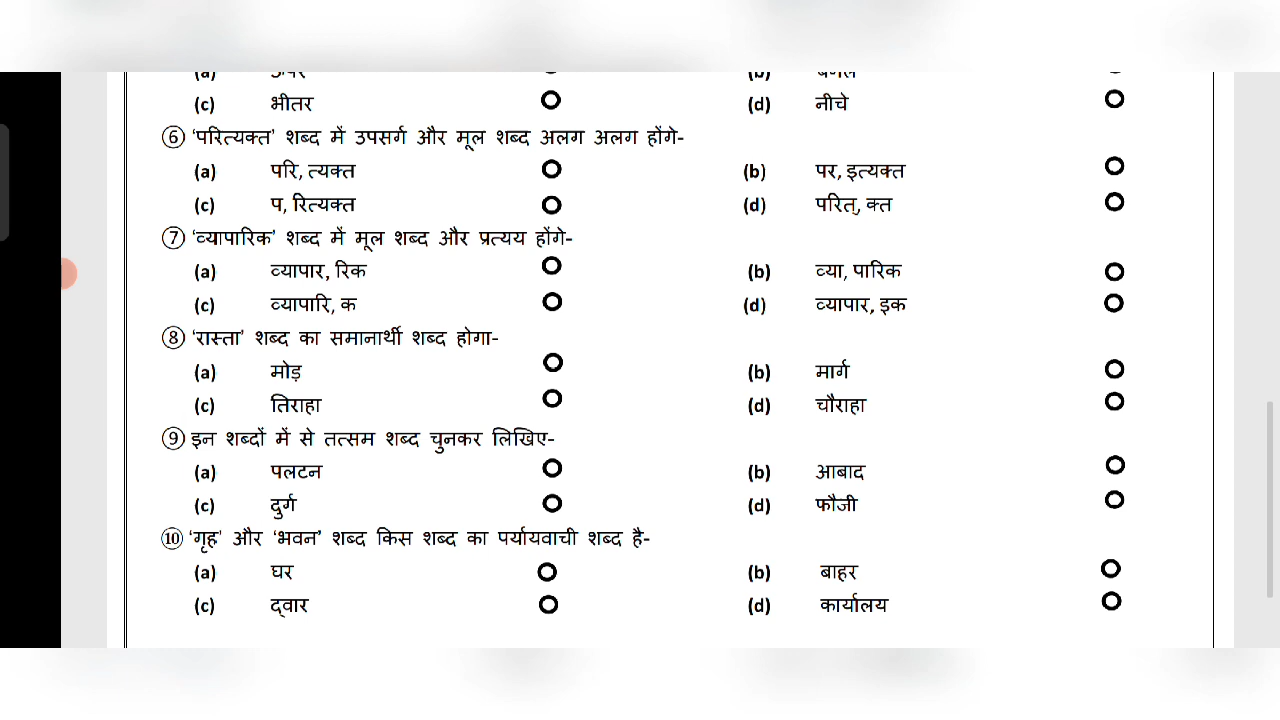 (c) भीतर (d) नीचे
⑥ 'परित्यक्त' शब्द में उपसर्ग और मूल शब्द अलग अलग होंगे-
(a) परि, त्यक्त (b) पर, इत्यक्त
(c) प, रित्यक्त (d) परित्, क्त
⑦ 'व्यापारिक' शब्द में मूल शब्द और प्रत्यय होंगे-
(a) व्यापार, रिक (b) व्या, पारिक
(c) व्यापारि, क (d) व्यापार, इक
⑧ 'रास्ता' शब्द का समानार्थी शब्द होगा-
(a) मोड़ (b) मार्ग
(c) तिराहा (d) चौराहा
⑨ इन शब्दों में से तत्सम शब्द चुनकर लिखिए-
(a) पलटन (b) आबाद
(c) दुर्ग (d) फौजी
⑩ 'गृह' और 'भवन' शब्द किस शब्द का पर्यायवाची शब्द है-
(a) घर (b) बाहर
(c) द्‌वार (d) कार्यालय